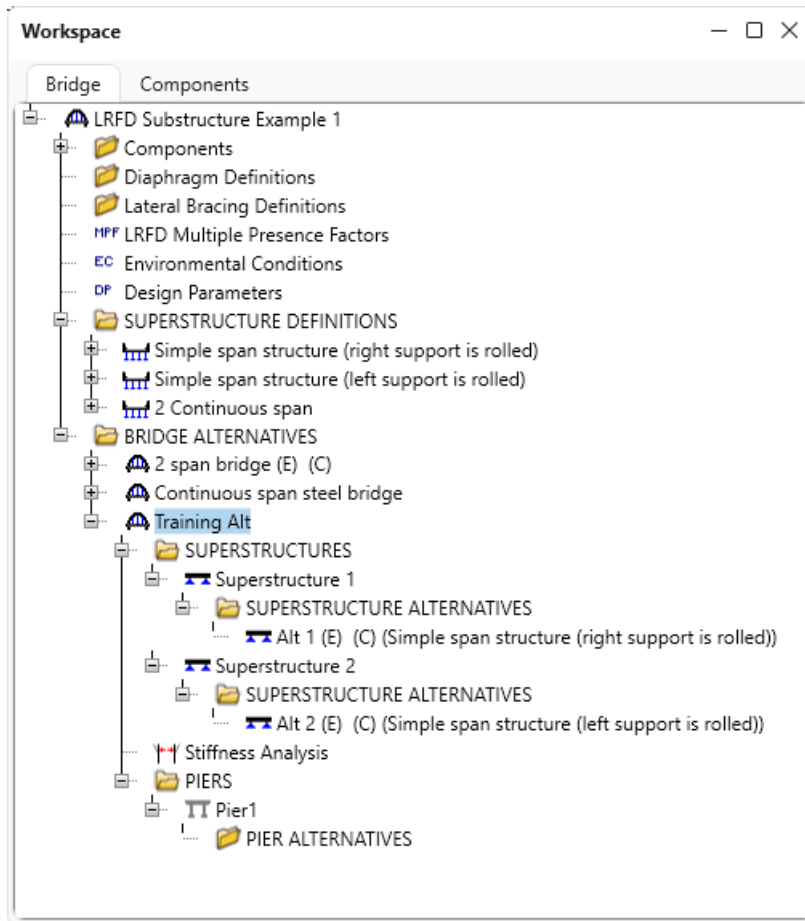 Workspace
Bridge Components
LRFD Substructure Example 1
Components
Diaphragm Definitions
Lateral Bracing Definitions
MPF LRFD Multiple Presence Factors
EC Environmental Conditions
DP Design Parameters
SUPERSTRUCTURE DEFINITIONS
Simple span structure (right support is rolled)
Simple span structure (left support is rolled)
2 Continuous span
BRIDGE ALTERNATIVES
2 span bridge (E) (C)
Continuous span steel bridge
Training Alt
SUPERSTRUCTURES
Superstructure 1
SUPERSTRUCTURE ALTERNATIVES
Alt 1 (E) (C) (Simple span structure (right support is rolled))
Superstructure 2
SUPERSTRUCTURE ALTERNATIVES
Alt 2 (E) (C) (Simple span structure (left support is rolled))
Stiffness Analysis
PIERS
Pier1
PIER ALTERNATIVES